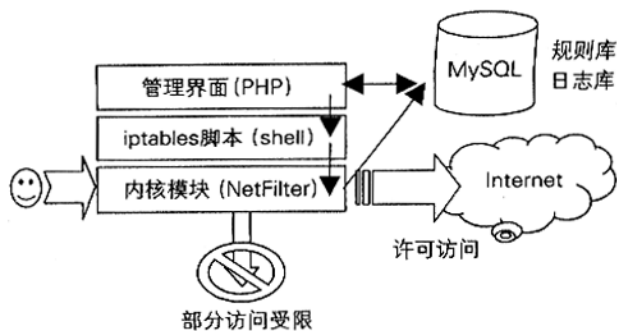 管理界面(PHP)
MySQL
规则库
日志库
iptables脚本(shell)
内核模块(NetFilter)
Internet
许可访问
部分访问受限